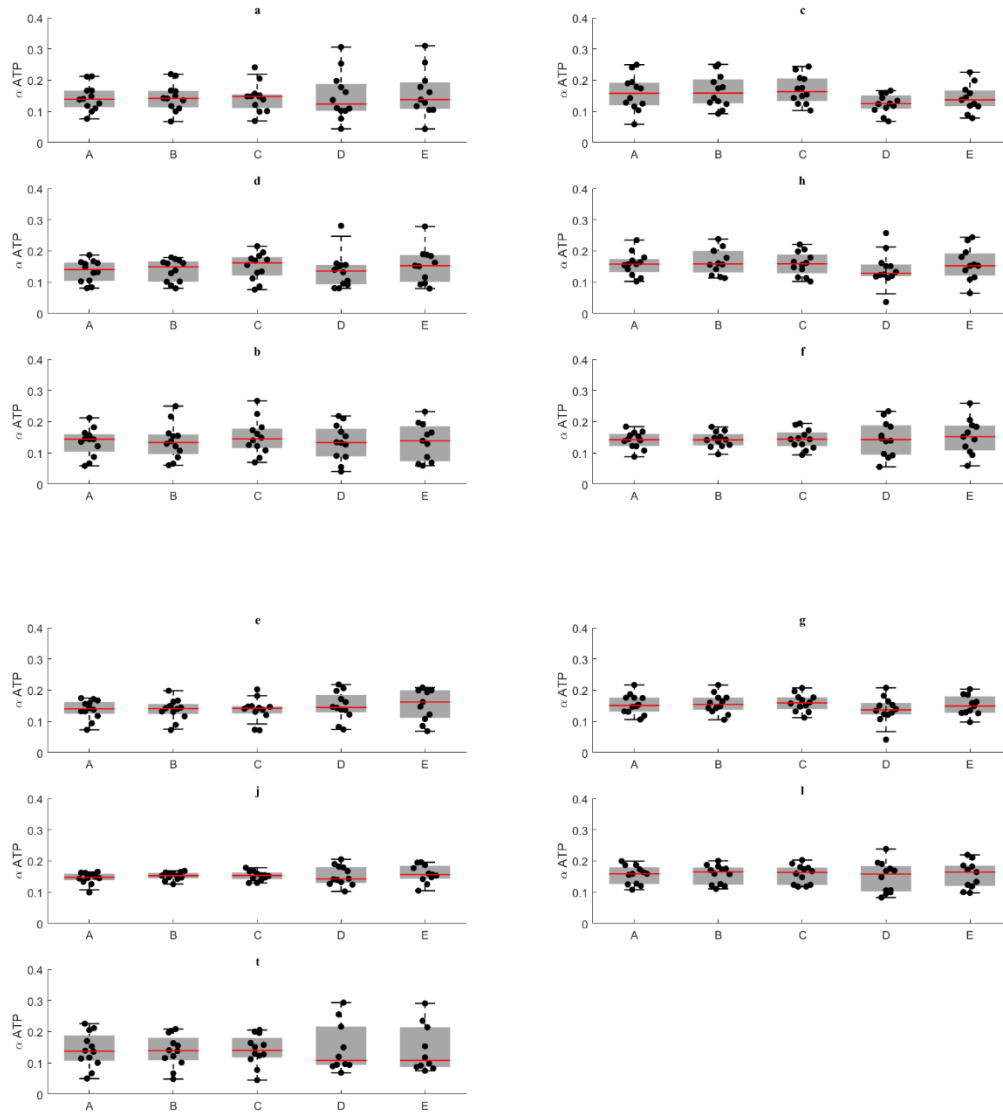 a c
0.4 0.4
0.3 0.3
α ATP 0.2 α ATP 0.2
0.1 0.1
0 0
A B C D E A B C D E
d h
0.4 0.4
0.3 0.3
α ATP 0.2 α ATP 0.2
0.1 0.1
0 0
A B C D E A B C D E
b f
0.4 0.4
0.3 0.3
α ATP 0.2 α ATP 0.2
0.1 0.1
0 0
A B C D E A B C D E
e g
0.4 0.4
0.3 0.3
α ATP 0.2 α ATP 0.2
0.1 0.1
0 0
A B C D E A B C D E
j l
0.4 0.4
0.3 0.3
α ATP 0.2 α ATP 0.2
0.1 0.1
0 0
A B C D E A B C D E
t
0.4
0.3
α ATP 0.2
0.1
0
A B C D E